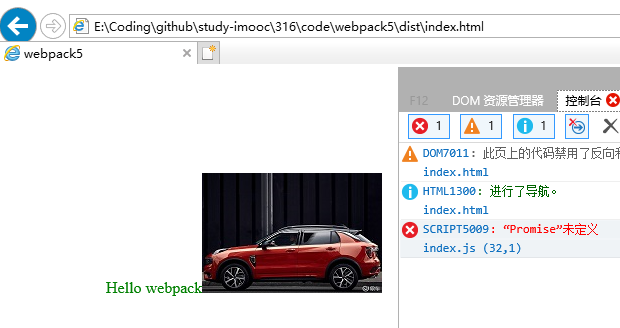 E:\Coding\github\study-imooc\316\code\webpack5\dist\index.html
webpack5
F12 DOM 资源管理器 控制台
1 1 1
DOM7011: 此页上的代码禁用了反向和
index.html
HTML1300: 进行了导航。
index.html
SCRIPT5009: “Promise”未定义
index.js (32,1)
Hello webpack